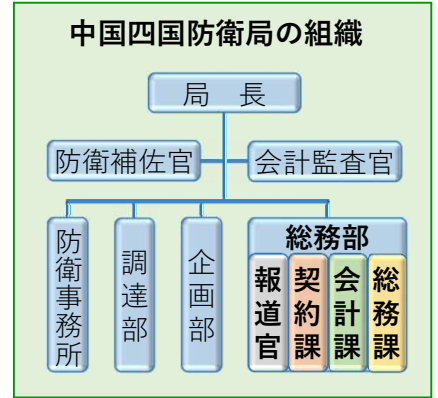 中国四国防衛局の組織
局 長
防衛補佐官
会計監査官
防衛事務所
調達部
企画部
総務部
報道官
契約課
会計課
総務課